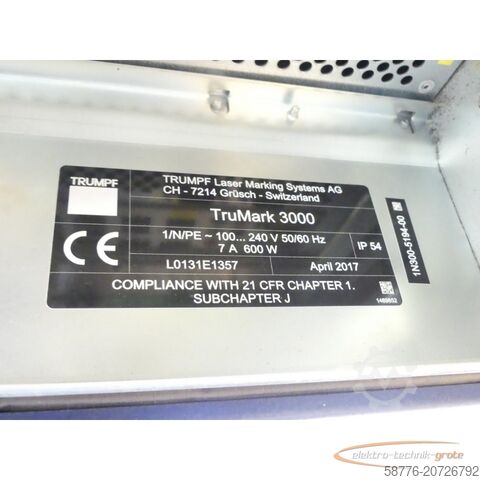 TRUMPF
TRUMPF Laser Marking Systems AG
CH - 7214 Grüsch - Switzerland
TruMark 3000
1/N/PE ~ 100... 240 V 50/60 Hz
7 A 600 W
IP 54
CE
L0131E1357
April 2017
COMPLIANCE WITH 21 CFR CHAPTER 1.
SUBCHAPTER J
1469852
1N300-5194-00
elektro-technik-grote
58776-20726792